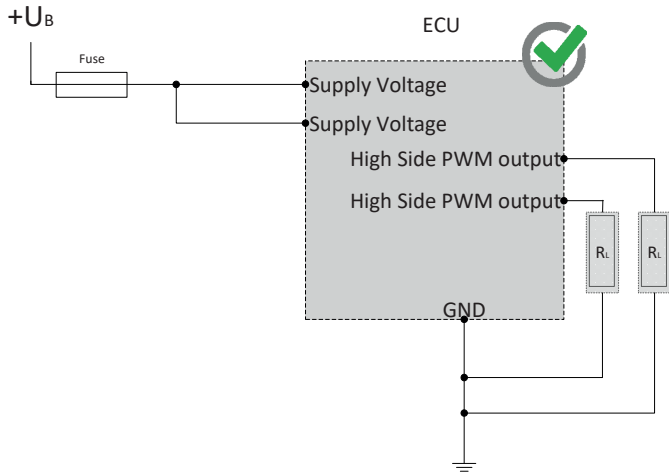 +UB
ECU
Fuse
Supply Voltage
Supply Voltage
High Side PWM output
High Side PWM output
RL
RL
GND